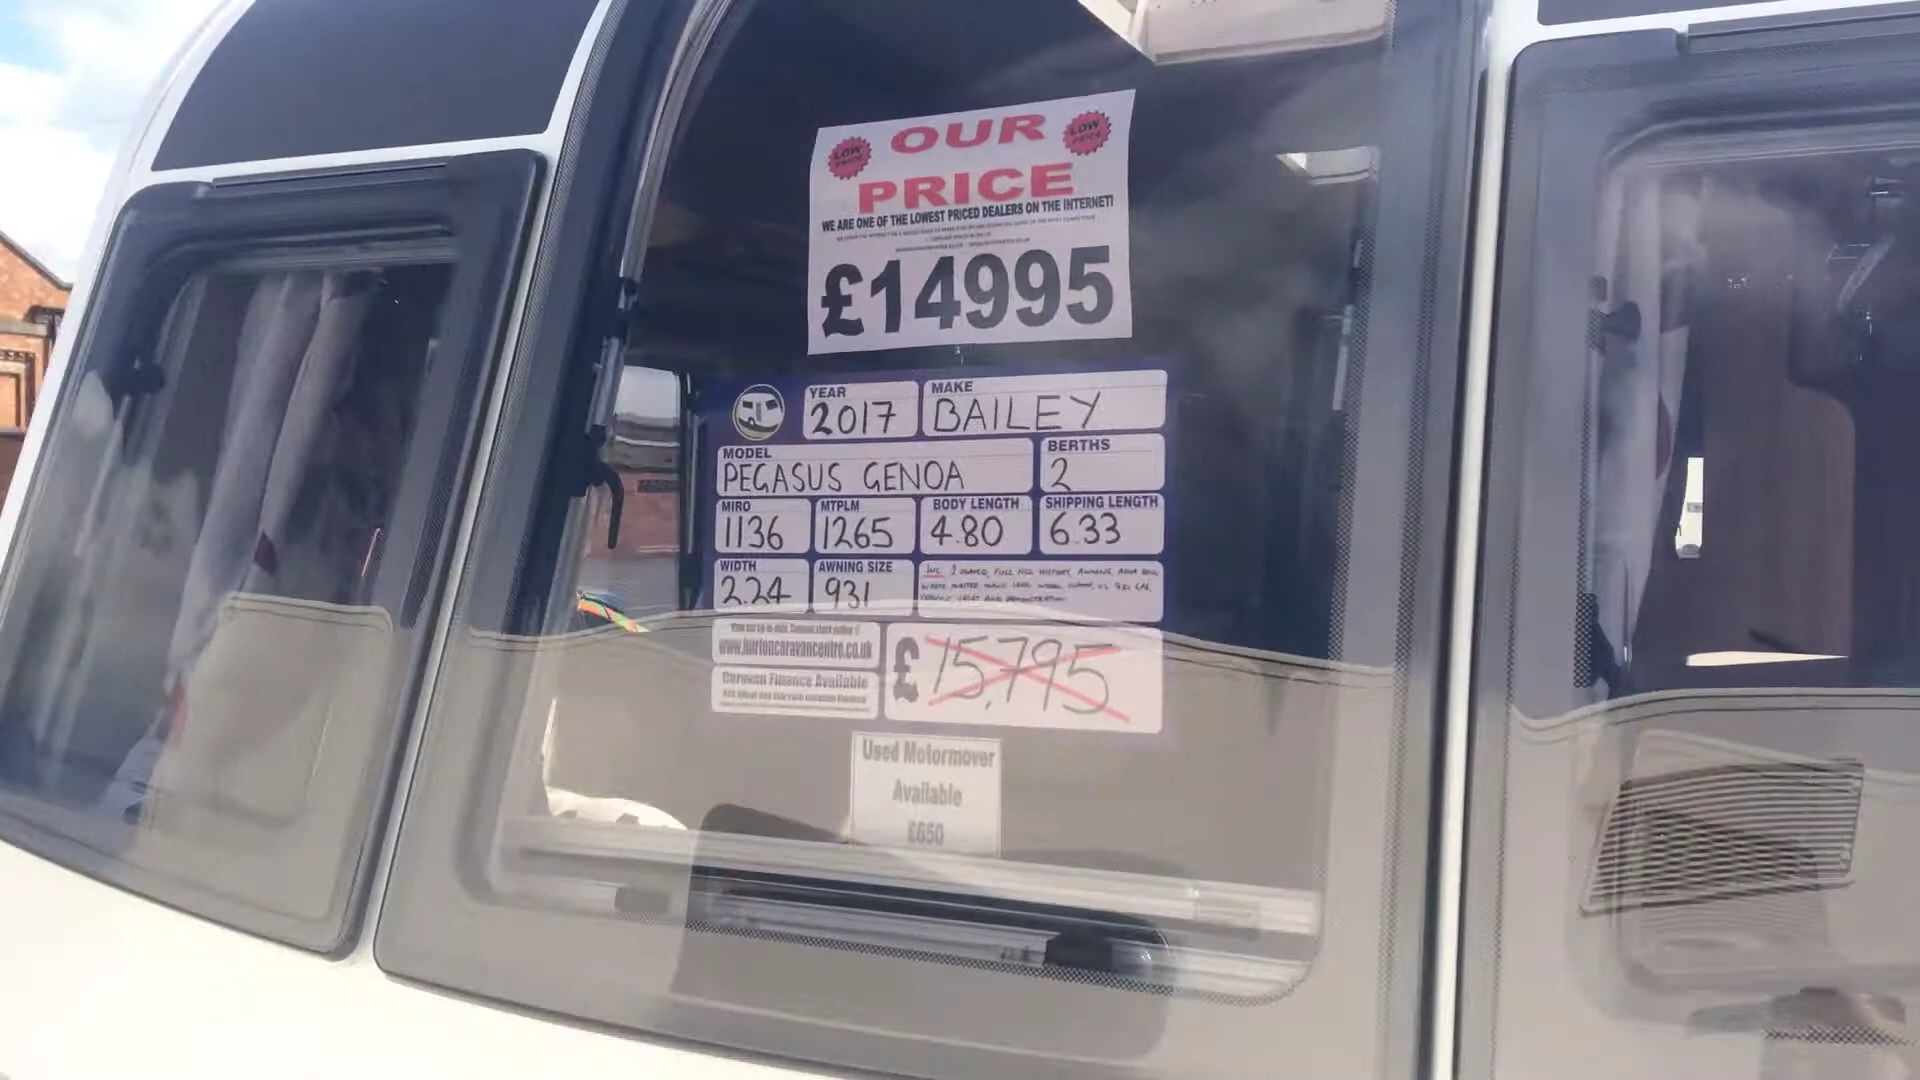 OUR
LOW PRICE
LOW PRICE
PRICE
WE ARE ONE OF THE LOWEST PRICED DEALERS ON THE INTERNET!
£14995
YEAR
2017
MAKE
BAILEY
MODEL
PEGASUS GENOA
BERTHS
2
MIRO
1136
MTPLM
1265
BODY LENGTH
4.80
SHIPPING LENGTH
6.33
WIDTH
2.24
AWNING SIZE
931
FULL HISTORY, AWNING,
www.burtoncaravancentre.co.uk
Caravan Finance Available
£ 15,795
Used Motormover
Available
£650